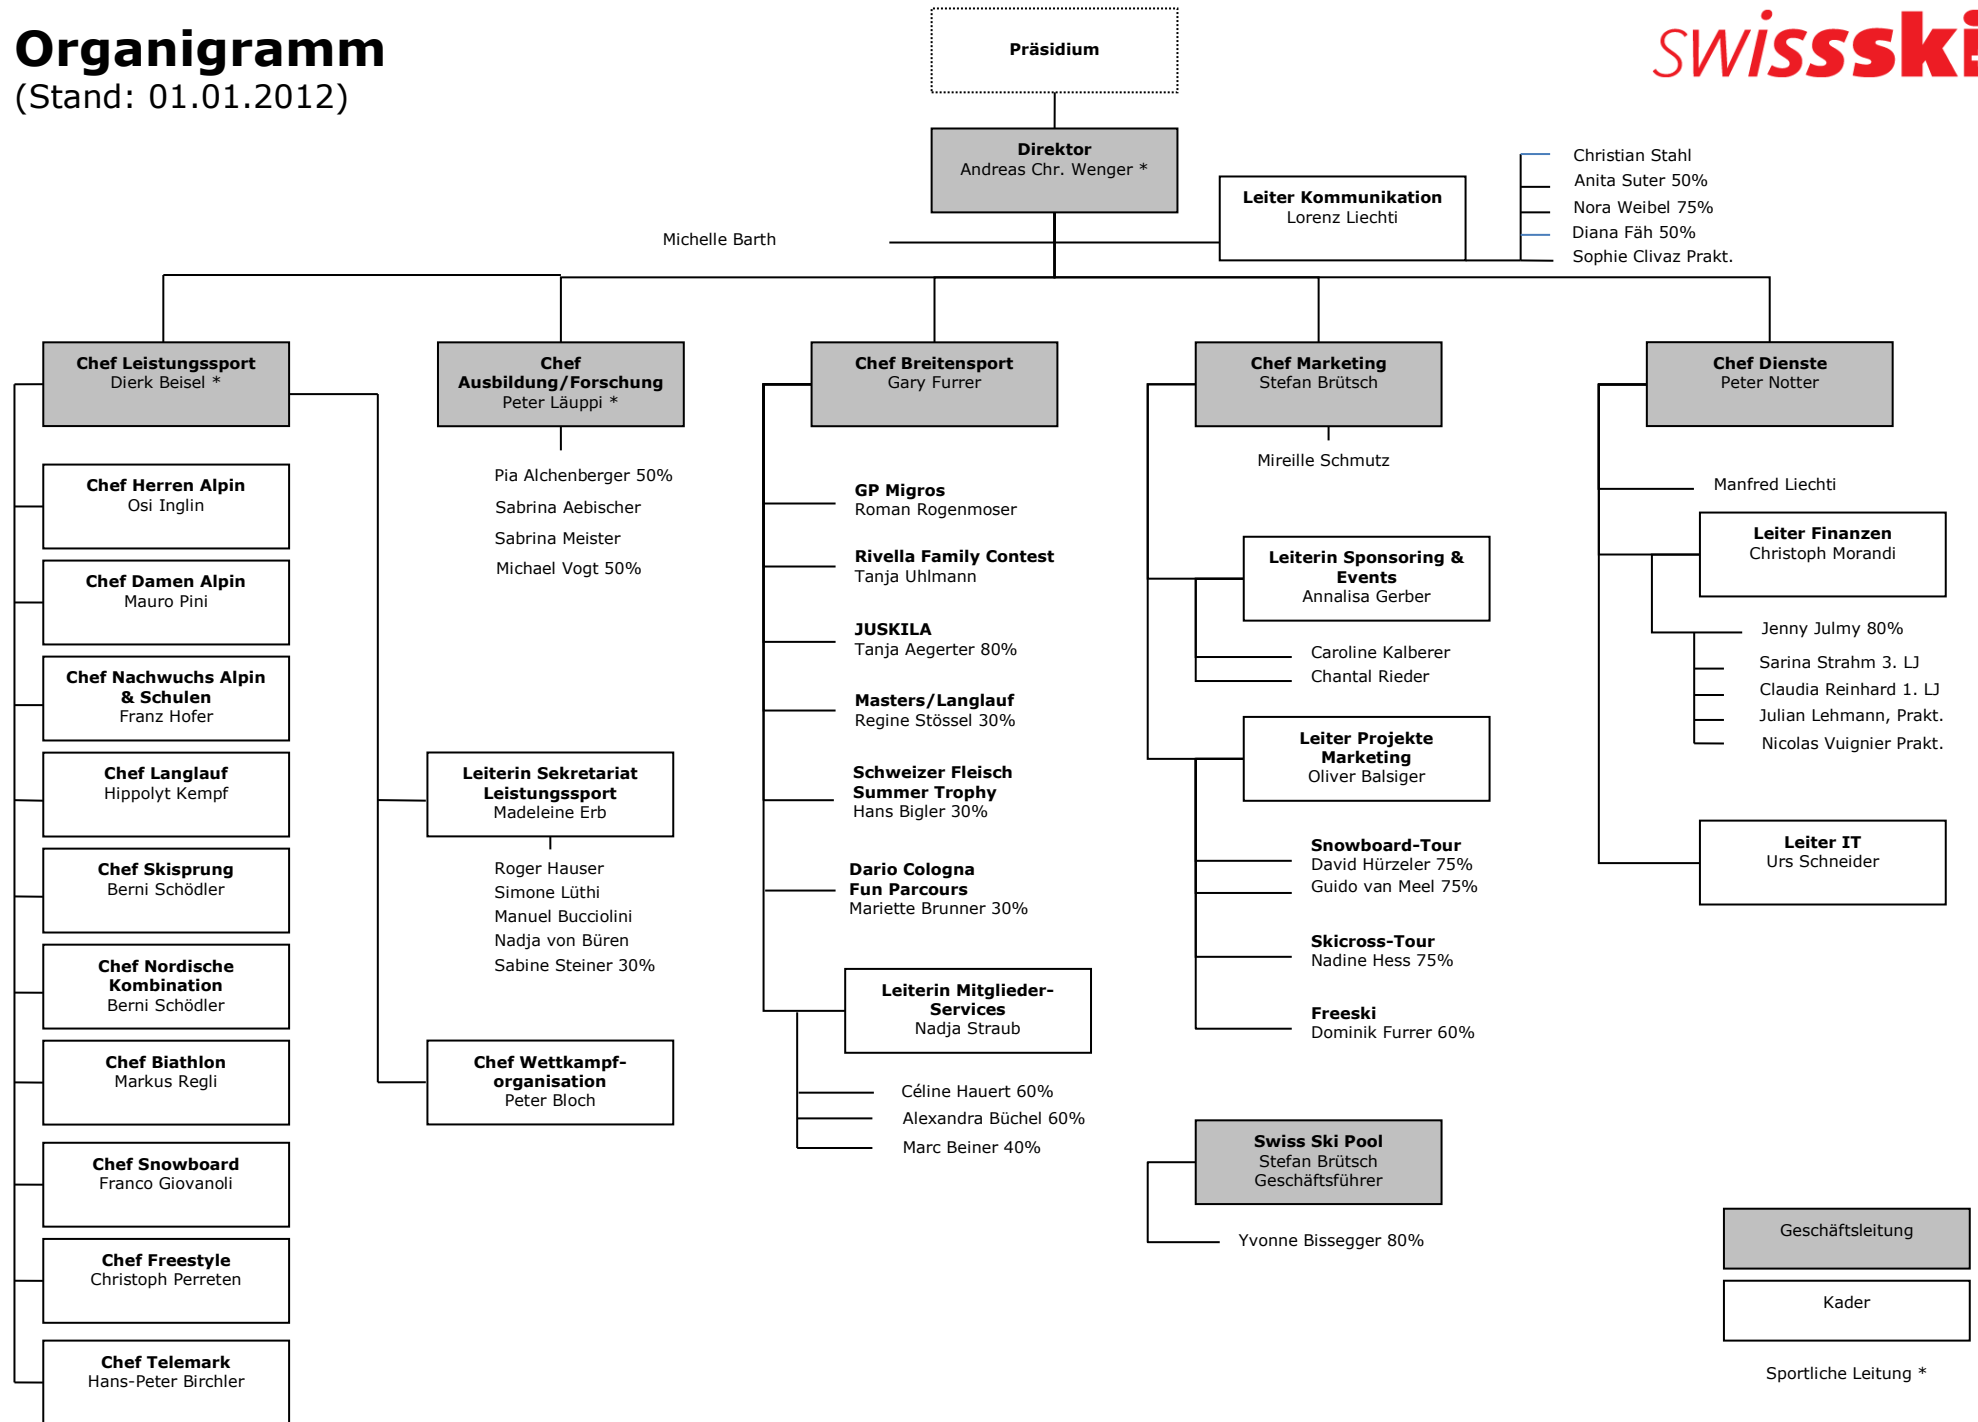 Organigramm
(Stand: 01.01.2012)
Präsidium
swissski
Direktor
Andreas Chr. Wenger *
Leiter Kommunikation
Lorenz Liechti
Christian Stahl
Anita Suter 50%
Nora Weibel 75%
Diana Fäh 50%
Sophie Clivaz Prakt.
Michelle Barth
Chef Leistungssport
Dierk Beisel *
Chef Herren Alpin
Osi Inglin
Chef Damen Alpin
Mauro Pini
Chef Nachwuchs Alpin
& Schulen
Franz Hofer
Chef Langlauf
Hippolyt Kempf
Chef Skisprung
Berni Schödler
Chef Nordische
Kombination
Berni Schödler
Chef Biathlon
Markus Regli
Chef Snowboard
Franco Giovanoli
Chef Freestyle
Christoph Perreten
Chef Telemark
Hans-Peter Birchler
Leiterin Sekretariat
Leistungssport
Madeleine Erb
Roger Hauser
Simone Lüthi
Manuel Bucciolini
Nadja von Büren
Sabine Steiner 30%
Chef Wettkampf-
organisation
Peter Bloch
Chef
Ausbildung/Forschung
Peter Läuppi *
Pia Alchenberger 50%
Sabrina Aebischer
Sabrina Meister
Michael Vogt 50%
Chef Breitensport
Gary Furrer
GP Migros
Roman Rogenmoser
Rivella Family Contest
Tanja Uhlmann
JUSKILA
Tanja Aegerter 80%
Masters/Langlauf
Regine Stössel 30%
Schweizer Fleisch
Summer Trophy
Hans Bigler 30%
Dario Cologna
Fun Parcours
Mariette Brunner 30%
Leiterin Mitglieder-
Services
Nadja Straub
Céline Hauert 60%
Alexandra Büchel 60%
Marc Beiner 40%
Chef Marketing
Stefan Brütsch
Mireille Schmutz
Leiterin Sponsoring &
Events
Annalisa Gerber
Caroline Kalberer
Chantal Rieder
Leiter Projekte
Marketing
Oliver Balsiger
Snowboard-Tour
David Hürzeler 75%
Guido van Meel 75%
Skicross-Tour
Nadine Hess 75%
Freeski
Dominik Furrer 60%
Swiss Ski Pool
Stefan Brütsch
Geschäftsführer
Yvonne Bissegger 80%
Chef Dienste
Peter Notter
Manfred Liechti
Leiter Finanzen
Christoph Morandi
Jenny Julmy 80%
Sarina Strahm 3. LJ
Claudia Reinhard 1. LJ
Julian Lehmann, Prakt.
Nicolas Vuignier Prakt.
Leiter IT
Urs Schneider
Geschäftsleitung
Kader
Sportliche Leitung *